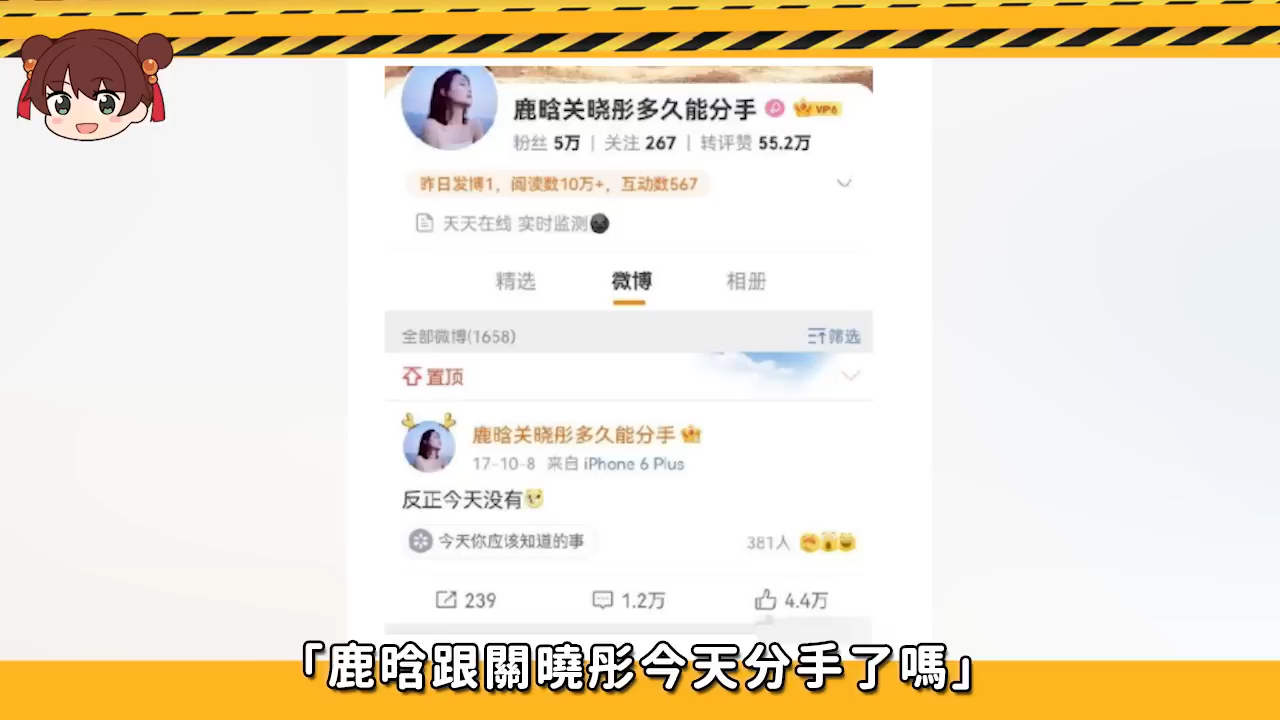 鹿晗关晓彤多久能分手 VIP6
粉丝 5万 | 关注 267 | 转评赞 55.2万
昨日发博1，阅读数10万+，互动数567
天天在线 实时监测
精选 微博 相册
全部微博(1658) 筛选
置顶
鹿晗关晓彤多久能分手
17-10-8 来自 iPhone 6 Plus
反正今天没有
今天你应该知道的事 381人
239 1.2万 4.4万
「鹿晗跟關曉彤今天分手了嗎」